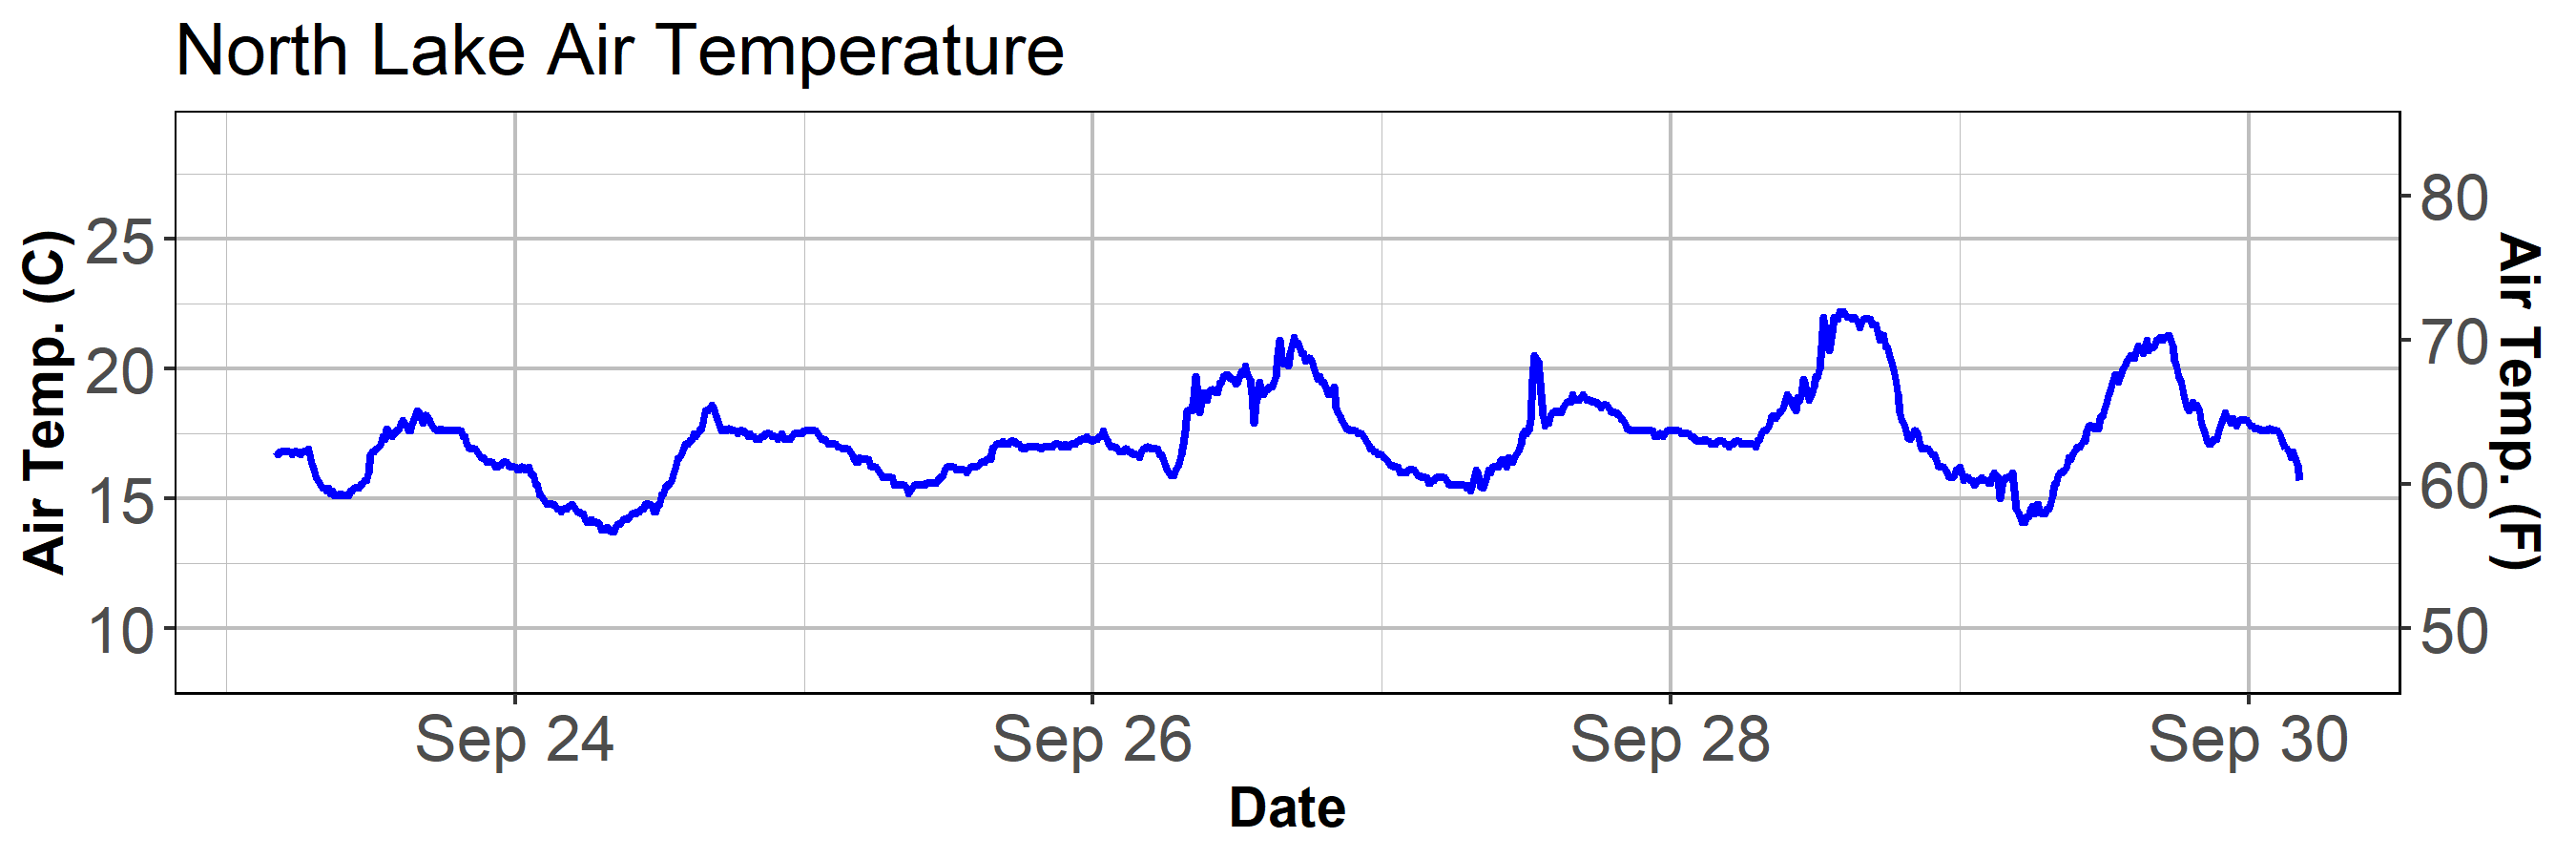 North Lake Air Temperature
Air Temp. (C)
25
20
15
10
80
70
60
50
Air Temp. (F)
Sep 24 Sep 26 Sep 28 Sep 30
Date